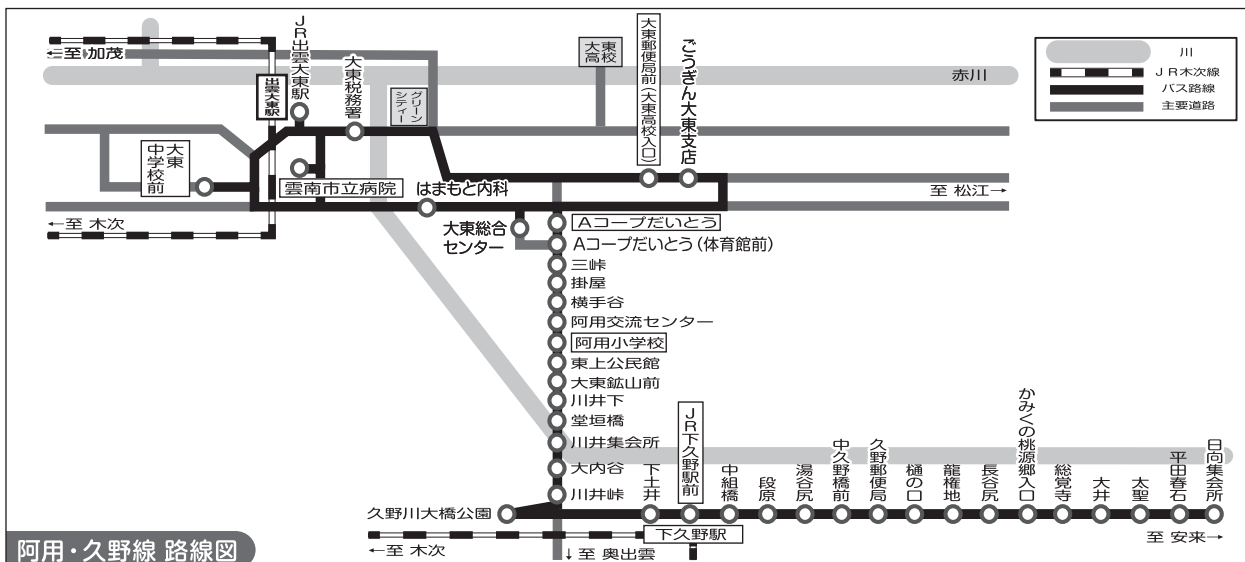 ←至 加茂
JR出雲大東駅
出雲大東駅
大東税務署
グリーン
シティー
大東
高校
大東郵便局前(大東高校入口)
ごうぎん大東支店
赤川
川
JR木次線
バス路線
主要道路
大東
中学校前
雲南市立病院
はまもと内科
至 松江→
←至 木次
大東総合
センター
Aコープだいとう
Aコープだいとう(体育館前)
三峠
掛屋
横手谷
阿用交流センター
阿用小学校
東上公民館
大東鉱山前
川井下
堂垣橋
川井集会所
大内谷
川井峠
久野川大橋公園
下土井
JR下久野駅前
中組橋
段原
湯谷尻
中久野橋前
久野郵便局
樋の口
龍権地
長谷尻
かみくの桃源郷入口
総覚寺
大井
太聖
平田春石
日向集会所
←至 木次
下久野駅
↓至 奥出雲
至 安来→
阿用・久野線 路線図